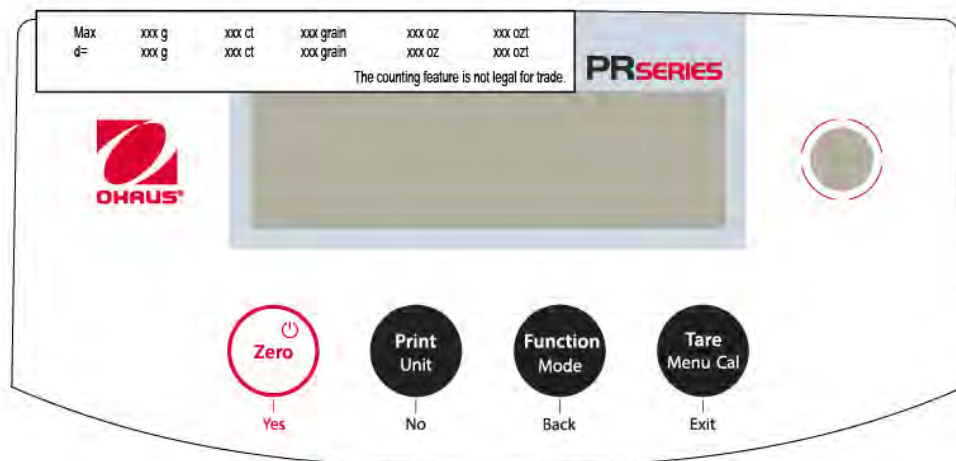 Max xxx g xxx ct xxx grain xxx oz xxx ozt
d= xxx g xxx ct xxx grain xxx oz xxx ozt
The counting feature is not legal for trade.
PRSERIES
OHAUS®
Zero
Print
Unit
Function
Mode
Tare
Menu Cal
Yes
No
Back
Exit